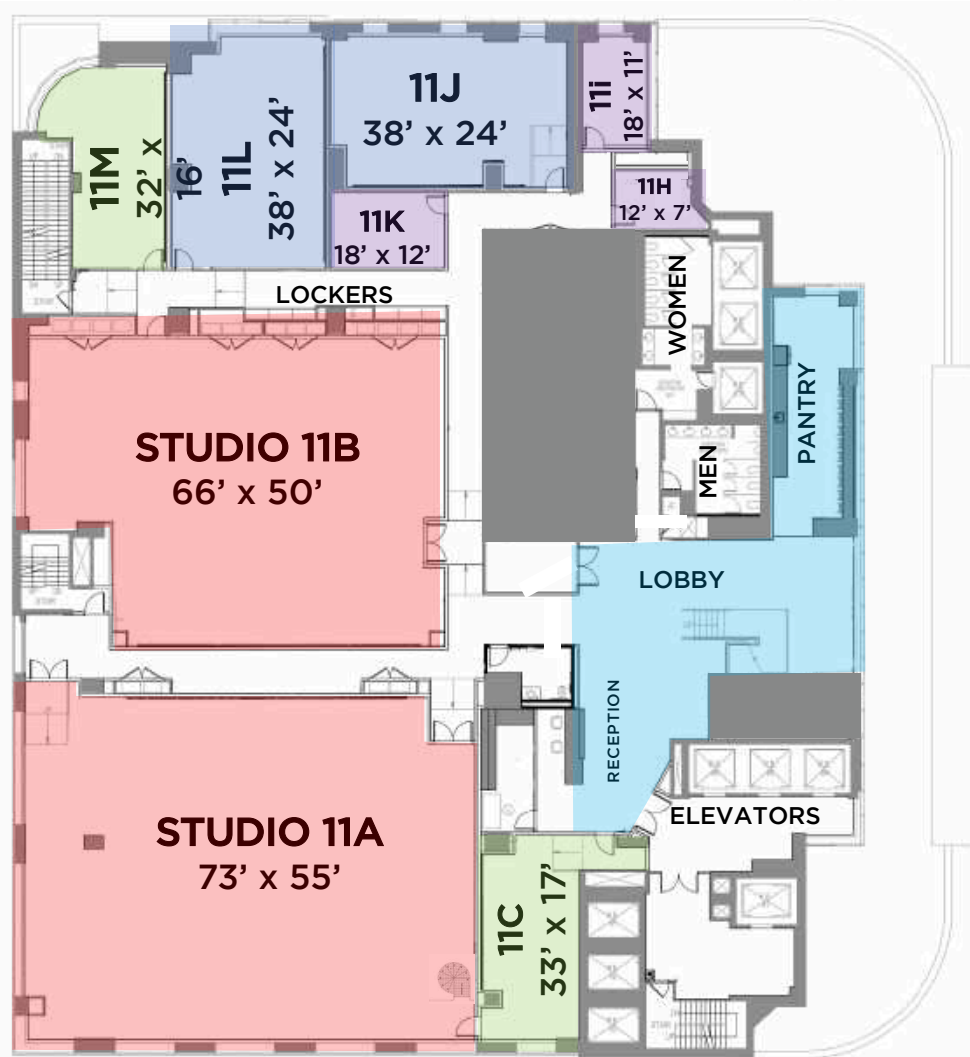 11M
32’ x
16’
11L
38’ x 24’
11J
38’ x 24’
11i
18’ x 11’
11H
12’ x 7’
11K
18’ x 12’
LOCKERS
WOMEN
PANTRY
STUDIO 11B
66’ x 50’
MEN
LOBBY
RECEPTION
ELEVATORS
STUDIO 11A
73’ x 55’
11C
33’ x 17’